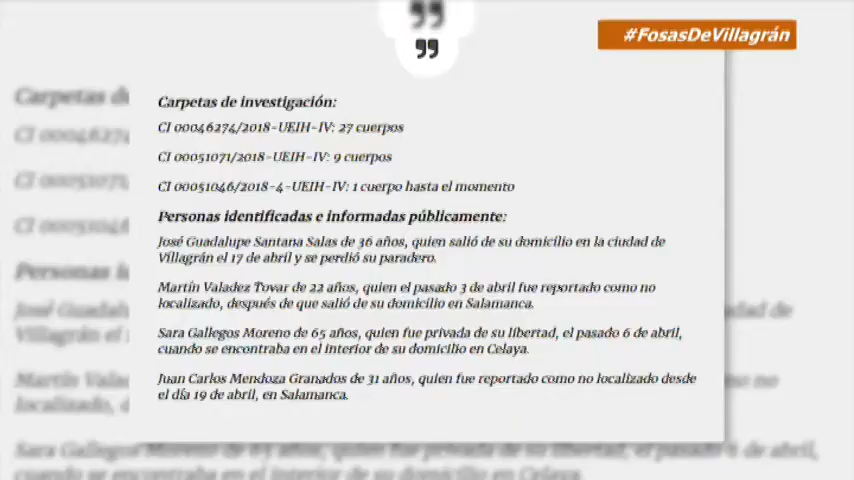 #FosasDeVillagrán
Carpetas de investigación:
CI 00046274/2018-UEIH-IV: 27 cuerpos
CI 00051071/2018-UEIH-IV: 9 cuerpos
CI 00051046/2018-4-UEIH-IV: 1 cuerpo hasta el momento
Personas identificadas e informadas públicamente:
José Guadalupe Santana Salas de 36 años, quien salió de su domicilio en la ciudad de
Villagrán el 17 de abril y se perdió su paradero.
Martín Valadez Tovar de 22 años, quien el pasado 3 de abril fue reportado como no
localizado, después de que salió de su domicilio en Salamanca.
Sara Gallegos Moreno de 65 años, quien fue privada de su libertad, el pasado 6 de abril,
cuando se encontraba en el interior de su domicilio en Celaya.
Juan Carlos Mendoza Granados de 31 años, quien fue reportado como no localizado desde
el día 19 de abril, en Salamanca.